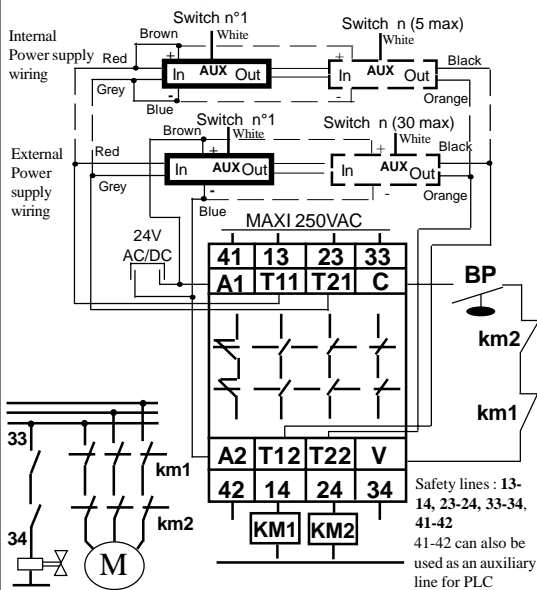 Internal
Power supply
wiring
Switch n°1
Switch n (5 max)
Brown
White
White
Red
+
+
Black
In AUX Out
In AUX Out
Grey
-
-
Blue
Orange
Switch n°1
Switch n (30 max)
Brown
White
White
External
Power
supply
wiring
Red
+
+
Black
In AUX Out
In AUX Out
Grey
-
-
Orange
Blue
24V
AC/DC
MAXI 250VAC
41 13 23 33
A1 T11 T21 C
BP
km2
km1
A2 T12 T22 V
42 14 24 34
KM1 KM2
33
34
km1
km2
M
Safety lines : 13-
14, 23-24, 33-34,
41-42
41-42 can also be
used as an auxiliary
line for PLC